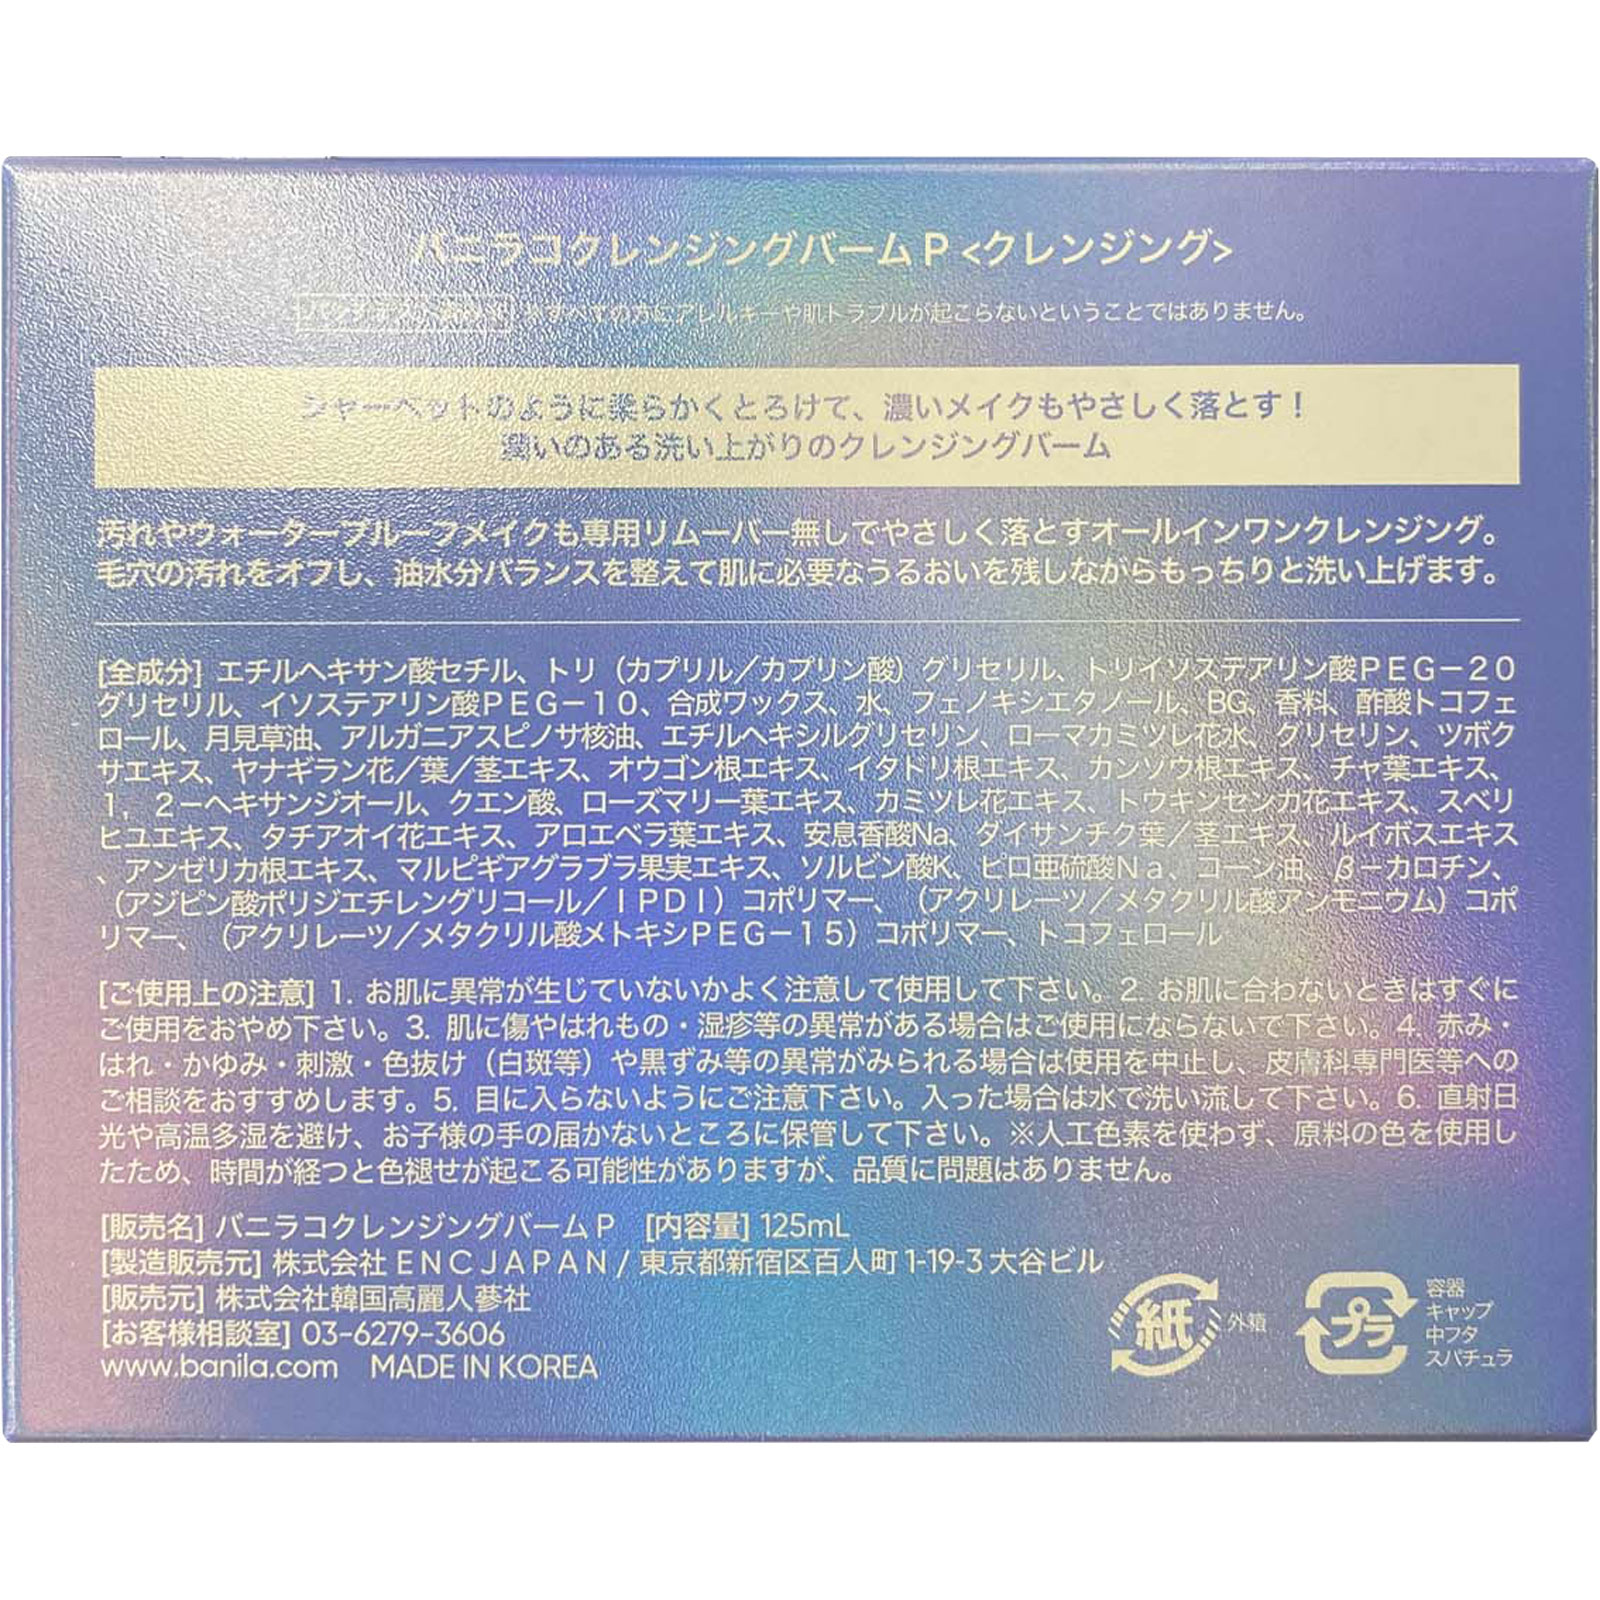 バニラコクレンジングバームP <クレンジング>
パッチテスト済み ※すべての方にアレルギーや肌トラブルが起こらないということではありません。
シャーベットのように柔らかくとろけて、濃いメイクもやさしく落とす！
潤いのある洗い上がりのクレンジングバーム
汚れやウォータープルーフメイクも専用リムーバー無しでやさしく落とすオールインワンクレンジング。
毛穴の汚れをオフし、油水分バランスを整えて肌に必要なうるおいを残しながらもっちりと洗い上げます。
[全成分] エチルヘキサン酸セチル、トリ（カプリル／カプリン酸）グリセリル、トリイソステアリン酸ＰＥＧ－２０
グリセリル、イソステアリン酸ＰＥＧ－１０、合成ワックス、水、フェノキシエタノール、BG、香料、酢酸トコフェ
ロール、月見草油、アルガニアスピノサ核油、エチルヘキシルグリセリン、ローマカミツレ花水、グリセリン、ツボク
サエキス、ヤナギラン花／葉／茎エキス、オウゴン根エキス、イタドリ根エキス、カンゾウ根エキス、チャ葉エキス、
１，２－ヘキサンジオール、クエン酸、ローズマリー葉エキス、カミツレ花エキス、トウキンセンカ花エキス、スベリ
ヒユエキス、タチアオイ花エキス、アロエベラ葉エキス、安息香酸Na、ダイサンチク葉／茎エキス、ルイボスエキス
、アンゼリカ根エキス、マルピギアグラブラ果実エキス、ソルビン酸K、ピロ亜硫酸Ｎａ、コーン油、β－カロチン、
（アジピン酸ポリジエチレングリコール／ＩＰＤＩ）コポリマー、（アクリレーツ／メタクリル酸アンモニウム）コポ
リマー、（アクリレーツ／メタクリル酸メトキシＰＥＧ－１５）コポリマー、トコフェロール
[ご使用上の注意] 1. お肌に異常が生じていないかよく注意して使用して下さい。2. お肌に合わないときはすぐに
ご使用をおやめ下さい。3. 肌に傷やはれもの・湿疹等の異常がある場合はご使用にならないで下さい。4. 赤み・
はれ・かゆみ・刺激・色抜け（白斑等）や黒ずみ等の異常がみられる場合は使用を中止し、皮膚科専門医等への
ご相談をおすすめします。5. 目に入らないようにご注意下さい。入った場合は水で洗い流して下さい。6. 直射日
光や高温多湿を避け、お子様の手の届かないところに保管して下さい。※人工色素を使わず、原料の色を使用し
たため、時間が経つと色褪せが起こる可能性がありますが、品質に問題はありません。
[販売名] バニラコクレンジングバームP [内容量] 125mL
[製造販売元] 株式会社 ENCJAPAN / 東京都新宿区百人町 1-19-3 大谷ビル
[販売元] 株式会社韓国高麗人蔘社
[お客様相談室] 03-6279-3606
www.banila.com MADE IN KOREA
紙 外箱
プラ 容器
キャップ
中フタ
スパチュラ